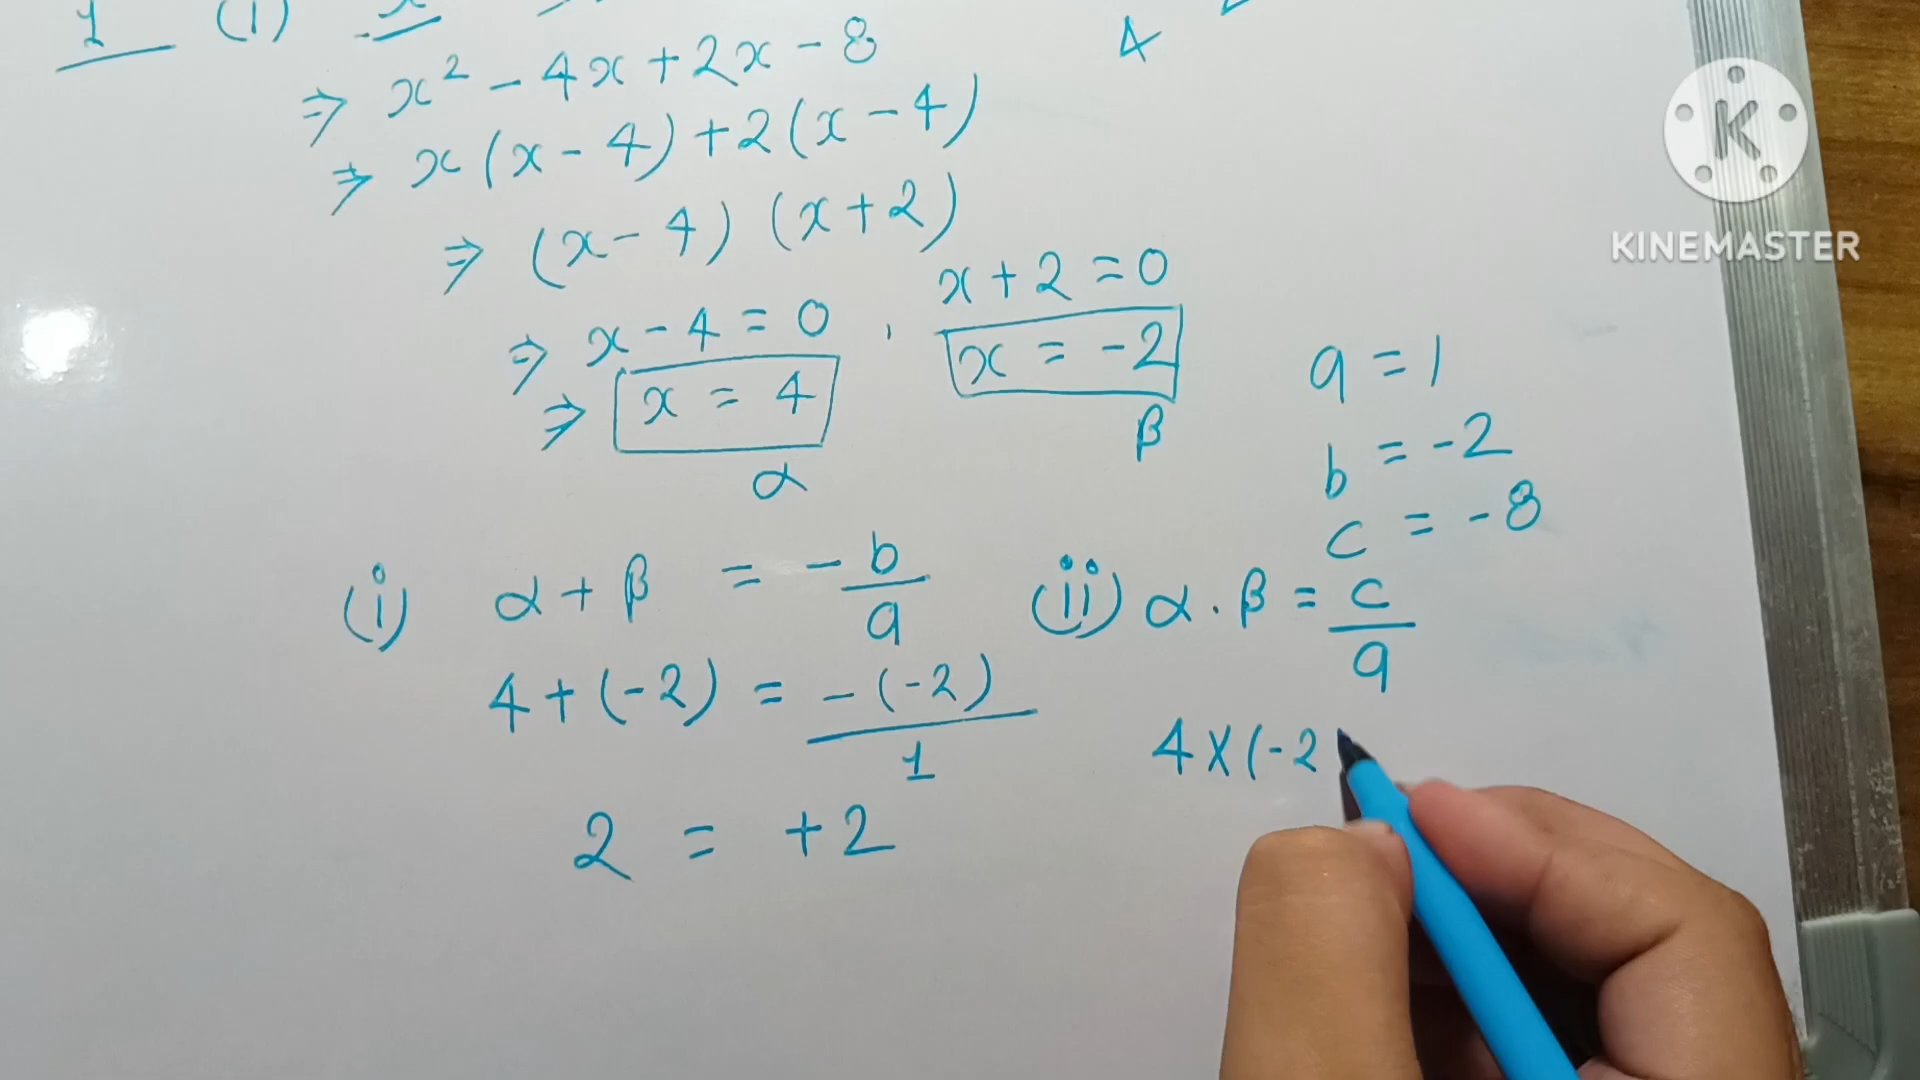 1 (i)
⇒ x² - 4x + 2x - 8
4
⇒ x(x - 4) + 2(x - 4)
⇒ (x - 4) (x + 2)
⇒ x - 4 = 0 , x + 2 = 0
⇒ x = 4
x = -2
α
β
a = 1
b = -2
c = -8
(i) α + β = -b/a
4 + (-2) = -(-2)/1
2 = +2
(ii) α . β = c/a
4 X (-2
K
KINEMASTER